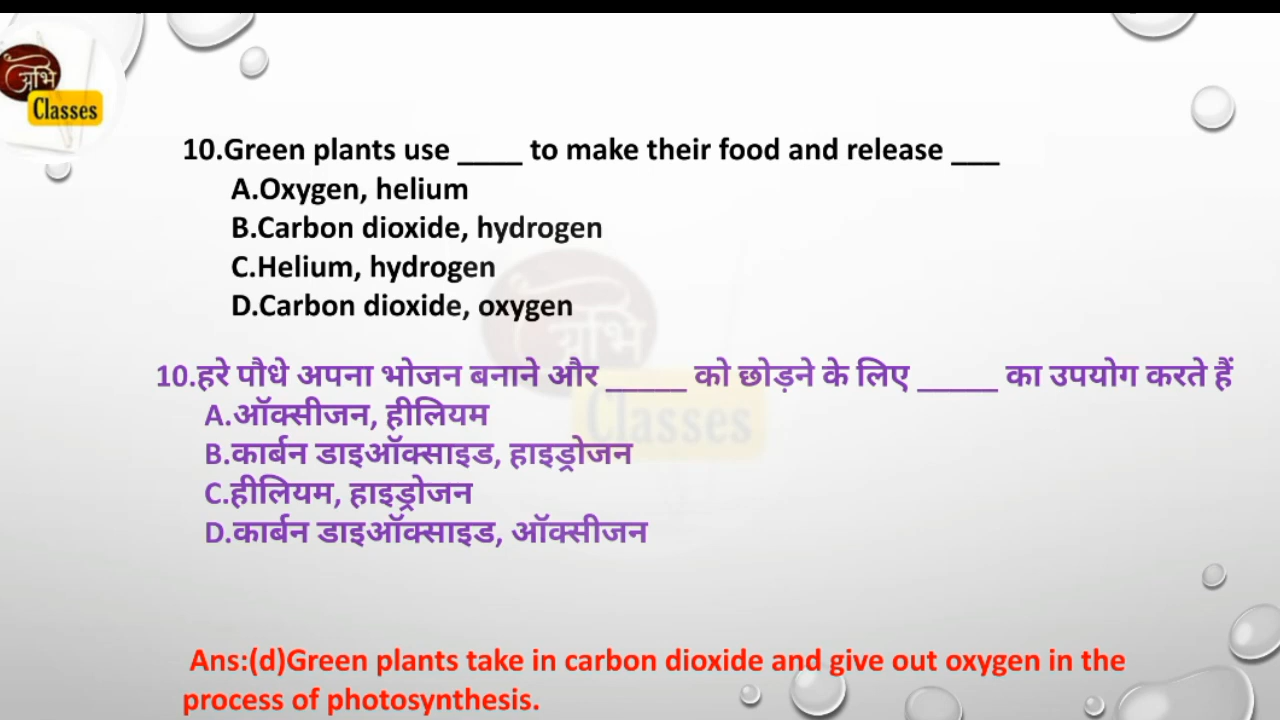 अभि
Classes
10.Green plants use ____ to make their food and release ___
A.Oxygen, helium
B.Carbon dioxide, hydrogen
C.Helium, hydrogen
D.Carbon dioxide, oxygen
अभि
Classes
10.हरे पौधे अपना भोजन बनाने और _____ को छोड़ने के लिए _____ का उपयोग करते हैं
A.ऑक्सीजन, हीलियम
B.कार्बन डाइऑक्साइड, हाइड्रोजन
C.हीलियम, हाइड्रोजन
D.कार्बन डाइऑक्साइड, ऑक्सीजन
Ans:(d)Green plants take in carbon dioxide and give out oxygen in the
process of photosynthesis.